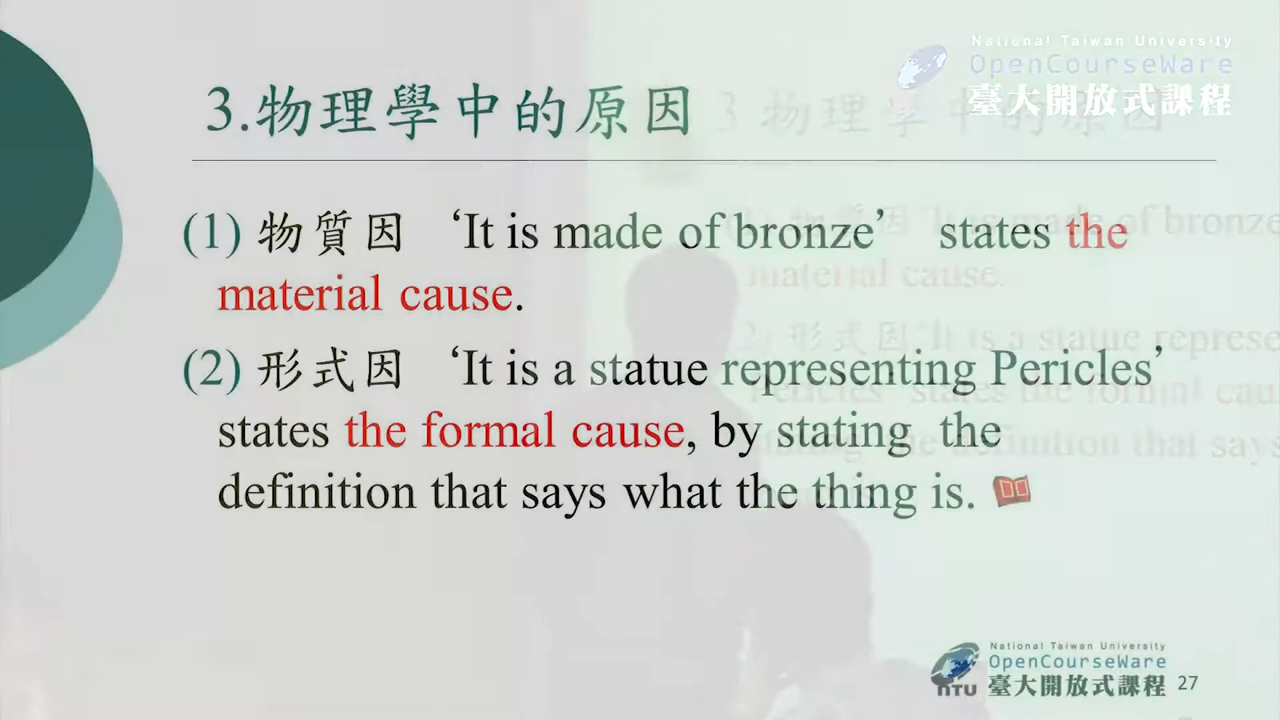 National Taiwan University
OpenCourseWare
臺大開放式課程
3.物理學中的原因
(1) 物質因 ‘It is made of bronze’ states the
material cause.
(2) 形式因 ‘It is a statue representing Pericles’
states the formal cause, by stating the
definition that says what the thing is.
National Taiwan University
OpenCourseWare
NTU 臺大開放式課程 27